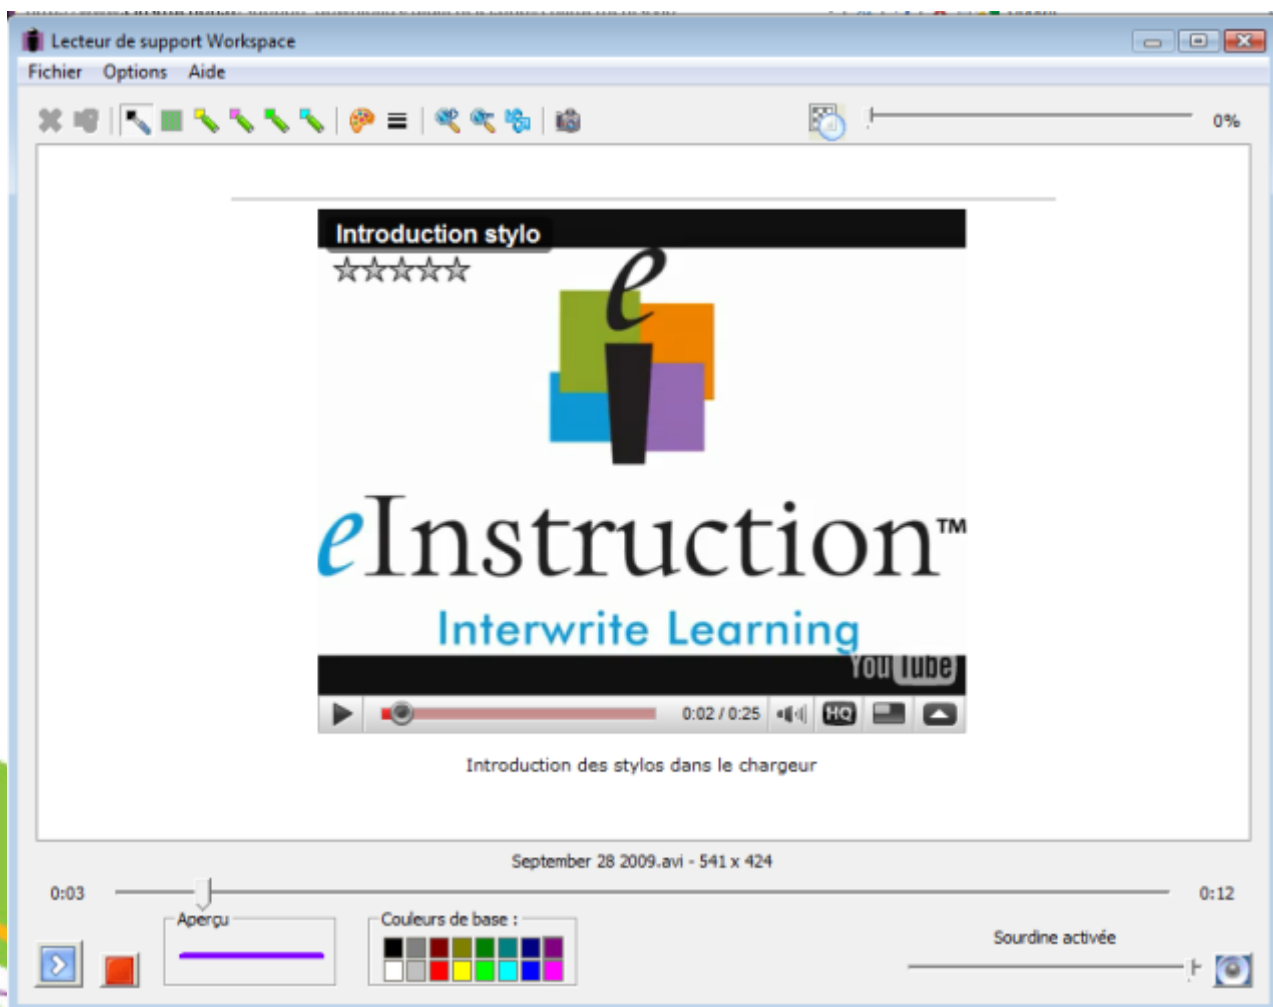 Lecteur de support Workspace
Fichier Options Aide
0%
Introduction stylo
e
eInstruction™
Interwrite Learning
YouTube
0:02 / 0:25 HQ
Introduction des stylos dans le chargeur
September 28 2009.avi - 541 x 424
0:03 0:12
Aperçu Couleurs de base :
Sourdine activée